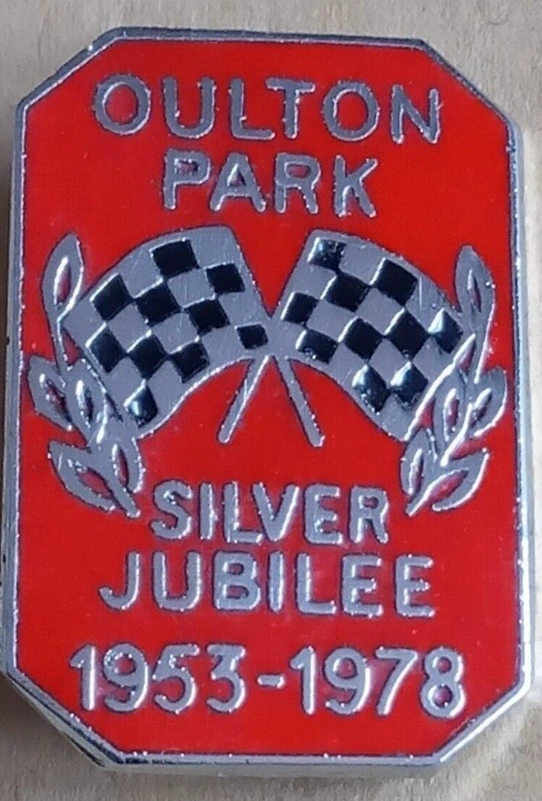 OULTON
PARK
SILVER
JUBILEE
1953-1978